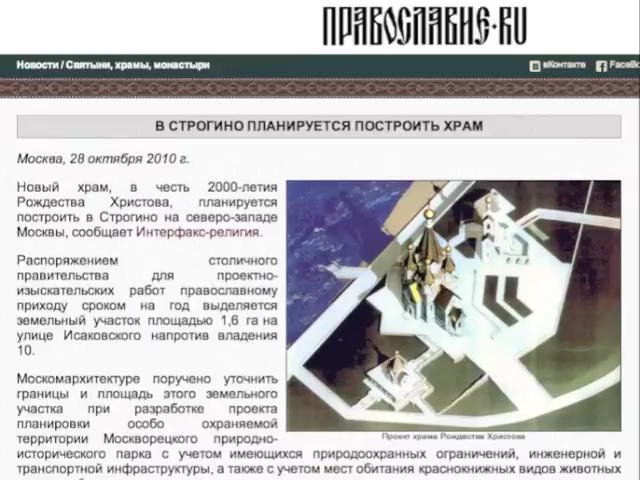 ПРАВОСЛАВИЕ.RU
Новости / Святыни, храмы, монастыри
вКонтакте
FaceBo
В СТРОГИНО ПЛАНИРУЕТСЯ ПОСТРОИТЬ ХРАМ
Москва, 28 октября 2010 г.
Новый храм, в честь 2000-летия
Рождества Христова, планируется
построить в Строгино на северо-западе
Москвы, сообщает Интерфакс-религия.
Распоряжением столичного
правительства для проектно-
изыскательских работ православному
приходу сроком на год выделяется
земельный участок площадью 1,6 га на
улице Исаковского напротив владения
10.
Москомархитектуре поручено уточнить
границы и площадь этого земельного
участка при разработке проекта
планировки особо охраняемой
территории Москворецкого природно-
Проект храма Рождества Христова
исторического парка с учетом имеющихся природоохранных ограничений, инженерной и
транспортной инфраструктуры, а также с учетом мест обитания краснокнижных видов животных